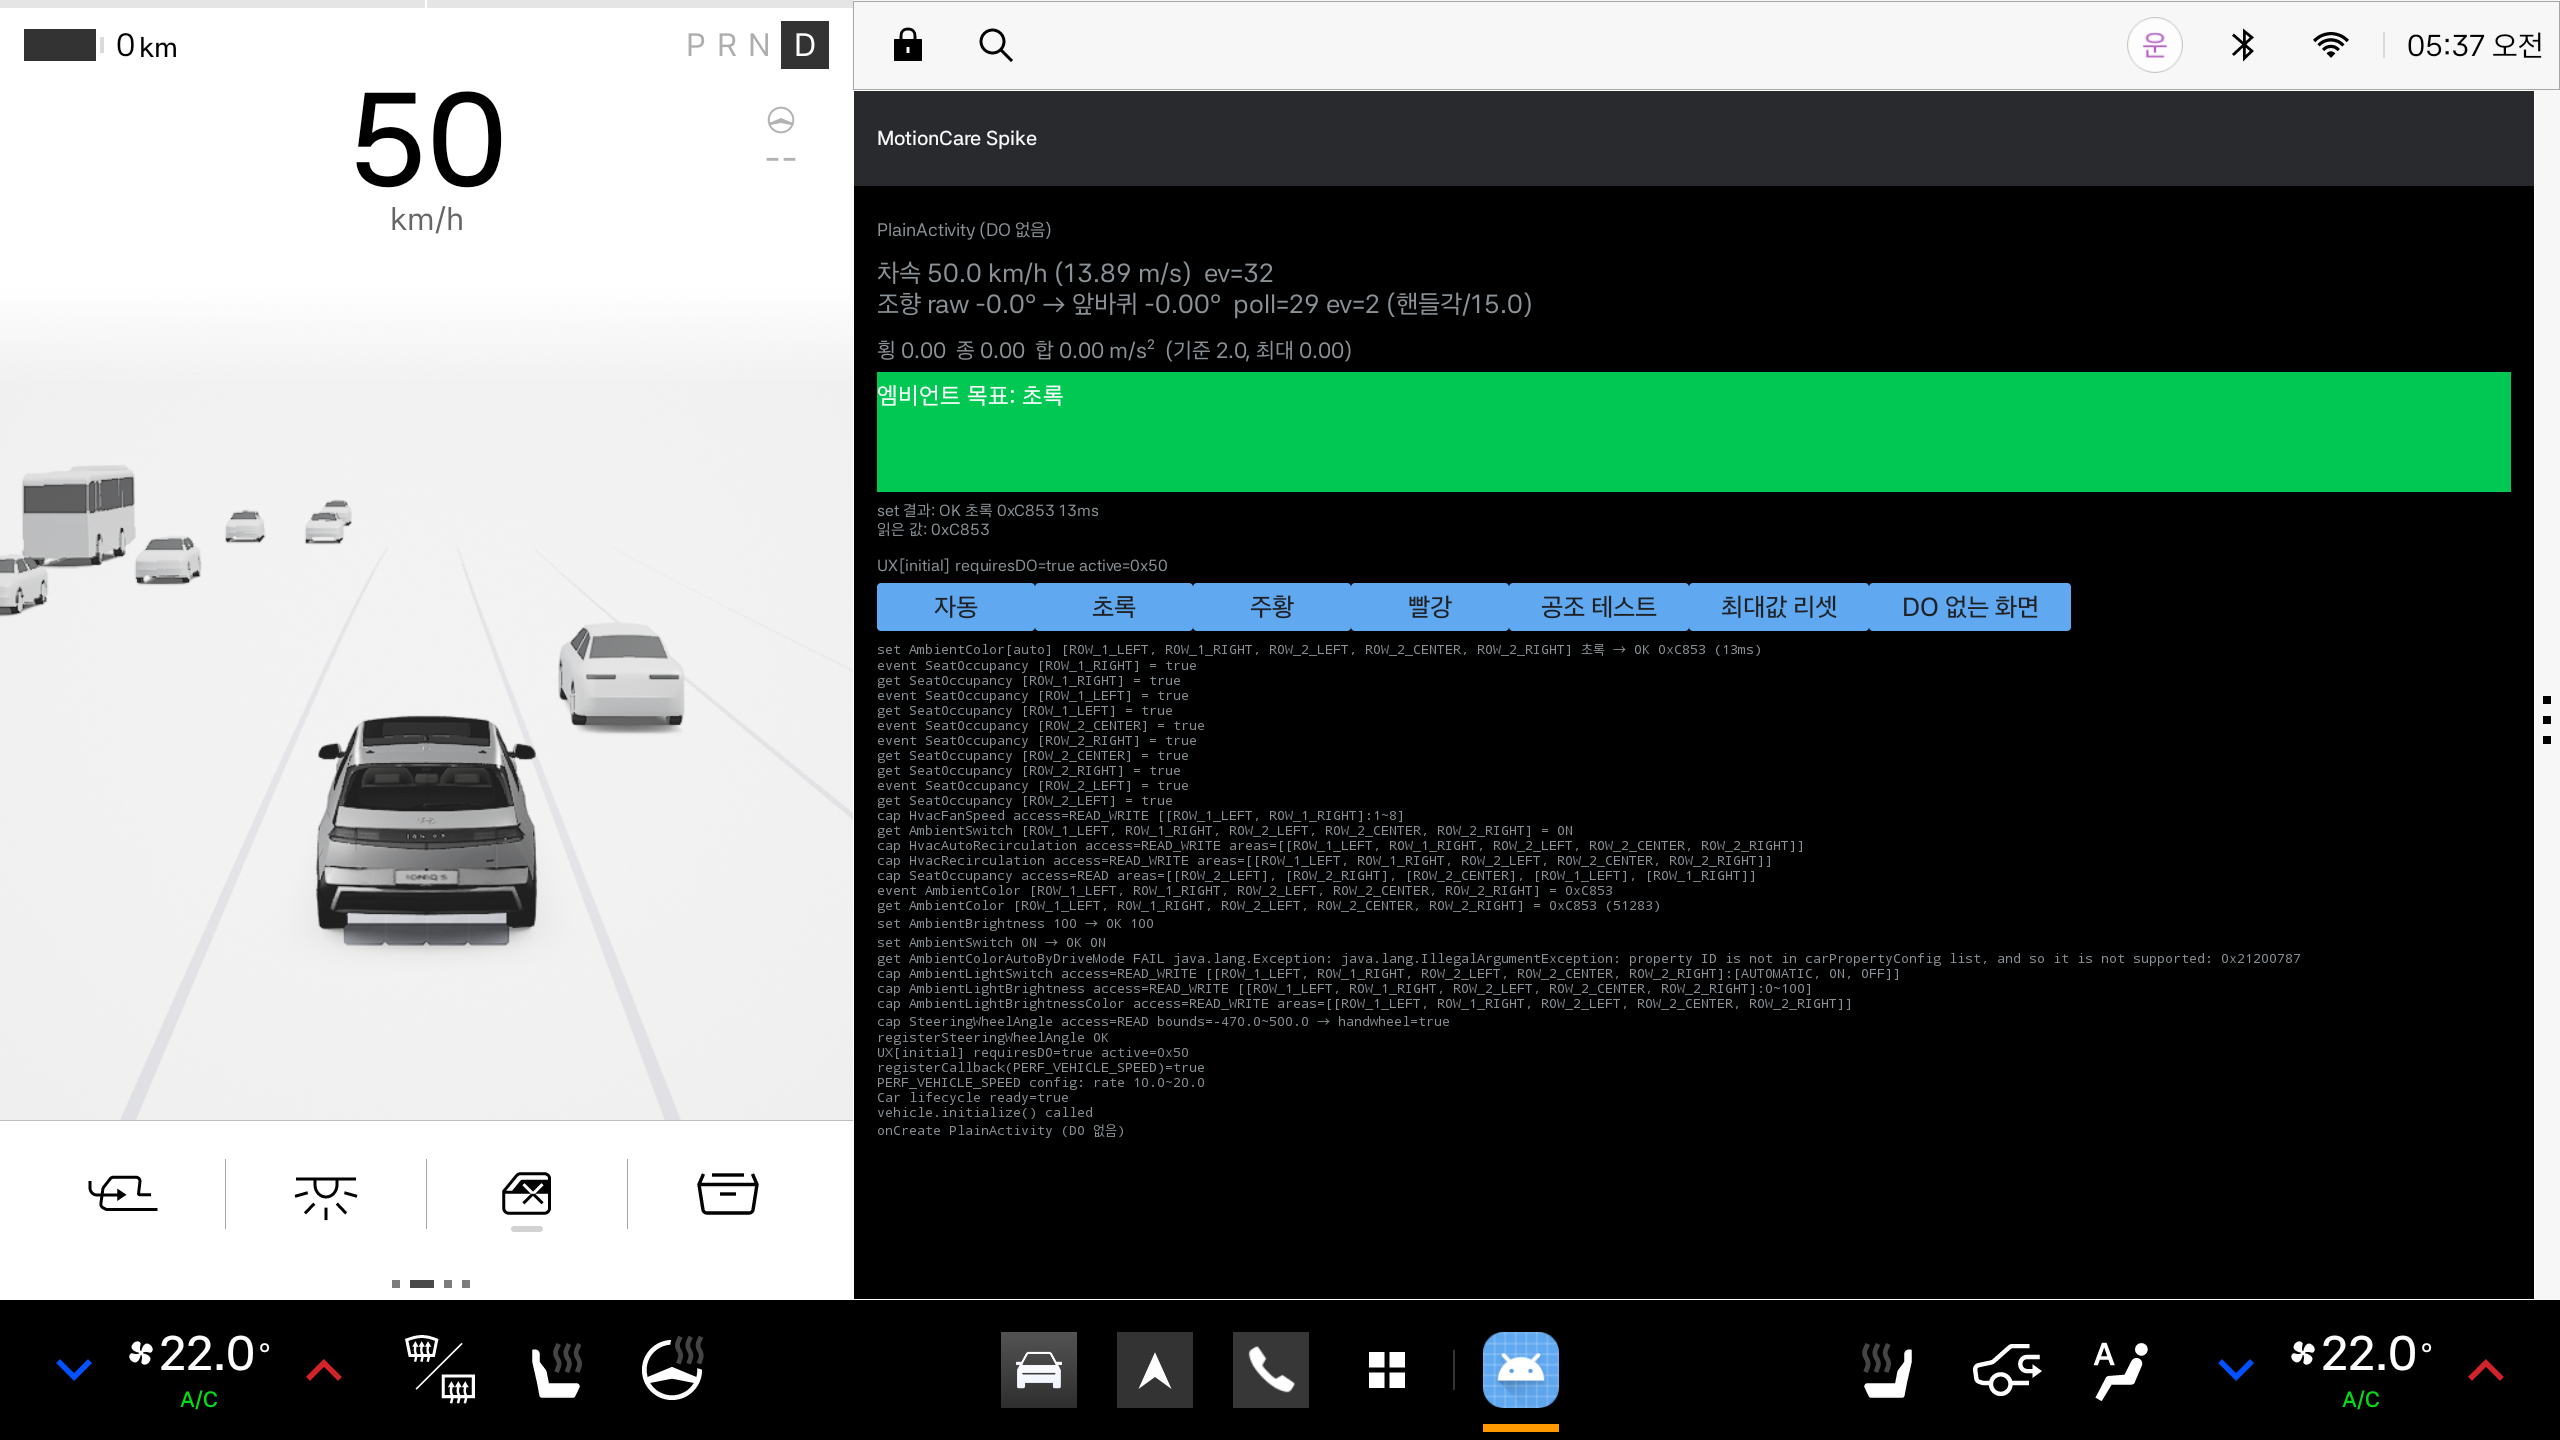 0 km
P R N D
50
km/h
--
운
05:37 오전
MotionCare Spike
PlainActivity (DO 없음)
차속 50.0 km/h (13.89 m/s)  ev=32
조향 raw -0.0° → 앞바퀴 -0.00°  poll=29 ev=2 (핸들각/15.0)
횡 0.00  종 0.00  합 0.00 m/s²  (기준 2.0, 최대 0.00)
엠비언트 목표: 초록
set 결과: OK 초록 0xC853 13ms
읽은 값: 0xC853
UX[initial] requiresDO=true active=0x50
자동 초록 주황 빨강 공조 테스트 최대값 리셋 DO 없는 화면
set AmbientColor[auto] [ROW_1_LEFT, ROW_1_RIGHT, ROW_2_LEFT, ROW_2_CENTER, ROW_2_RIGHT] 초록 → OK 0xC853 (13ms)
event SeatOccupancy [ROW_1_RIGHT] = true
get SeatOccupancy [ROW_1_RIGHT] = true
event SeatOccupancy [ROW_1_LEFT] = true
get SeatOccupancy [ROW_1_LEFT] = true
event SeatOccupancy [ROW_2_CENTER] = true
event SeatOccupancy [ROW_2_RIGHT] = true
get SeatOccupancy [ROW_2_CENTER] = true
get SeatOccupancy [ROW_2_RIGHT] = true
event SeatOccupancy [ROW_2_LEFT] = true
get SeatOccupancy [ROW_2_LEFT] = true
cap HvacFanSpeed access=READ_WRITE [[ROW_1_LEFT, ROW_1_RIGHT]:1~8]
get AmbientSwitch [ROW_1_LEFT, ROW_1_RIGHT, ROW_2_LEFT, ROW_2_CENTER, ROW_2_RIGHT] = ON
cap HvacAutoRecirculation access=READ_WRITE areas=[[ROW_1_LEFT, ROW_1_RIGHT, ROW_2_LEFT, ROW_2_CENTER, ROW_2_RIGHT]]
cap HvacRecirculation access=READ_WRITE areas=[[ROW_1_LEFT, ROW_1_RIGHT, ROW_2_LEFT, ROW_2_CENTER, ROW_2_RIGHT]]
cap SeatOccupancy access=READ areas=[[ROW_2_LEFT], [ROW_2_RIGHT], [ROW_2_CENTER], [ROW_1_LEFT], [ROW_1_RIGHT]]
event AmbientColor [ROW_1_LEFT, ROW_1_RIGHT, ROW_2_LEFT, ROW_2_CENTER, ROW_2_RIGHT] = 0xC853
get AmbientColor [ROW_1_LEFT, ROW_1_RIGHT, ROW_2_LEFT, ROW_2_CENTER, ROW_2_RIGHT] = 0xC853 (51283)
set AmbientBrightness 100 → OK 100
set AmbientSwitch ON → OK ON
get AmbientColorAutoByDriveMode FAIL java.lang.Exception: java.lang.IllegalArgumentException: property ID is not in carPropertyConfig list, and so it is not supported: 0x21200787
cap AmbientLightSwitch access=READ_WRITE [[ROW_1_LEFT, ROW_1_RIGHT, ROW_2_LEFT, ROW_2_CENTER, ROW_2_RIGHT]:[AUTOMATIC, ON, OFF]]
cap AmbientLightBrightness access=READ_WRITE [[ROW_1_LEFT, ROW_1_RIGHT, ROW_2_LEFT, ROW_2_CENTER, ROW_2_RIGHT]:0~100]
cap AmbientLightBrightnessColor access=READ_WRITE areas=[[ROW_1_LEFT, ROW_1_RIGHT, ROW_2_LEFT, ROW_2_CENTER, ROW_2_RIGHT]]
cap SteeringWheelAngle access=READ bounds=-470.0~500.0 → handwheel=true
registerSteeringWheelAngle OK
UX[initial] requiresDO=true active=0x50
registerCallback(PERF_VEHICLE_SPEED)=true
PERF_VEHICLE_SPEED config: rate 10.0~20.0
Car lifecycle ready=true
vehicle.initialize() called
onCreate PlainActivity (DO 없음)
IONIQ 5
22.0°
A/C
A
22.0°
A/C